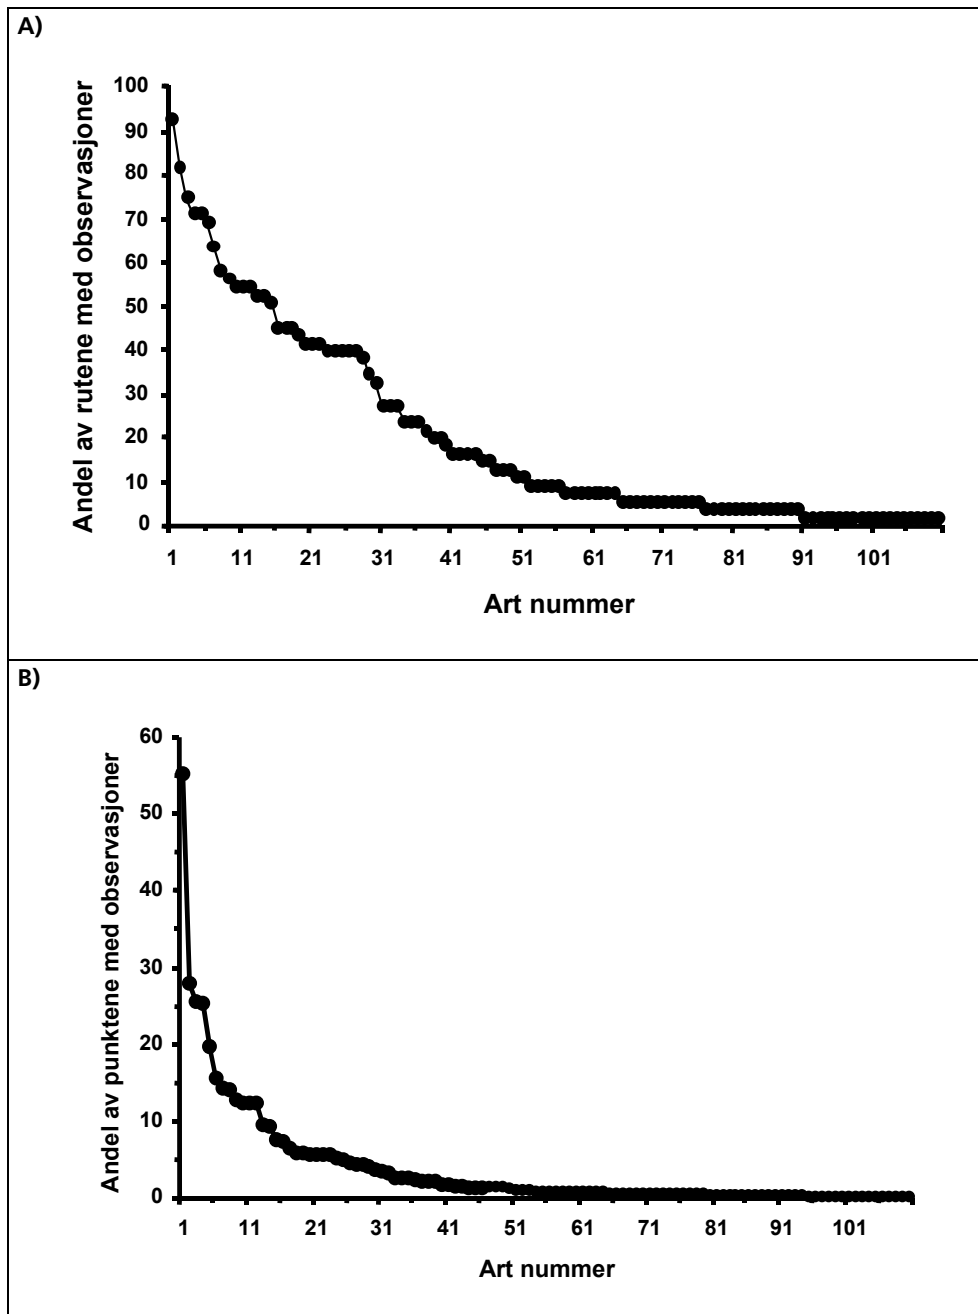 A)
Andel av rutene med observasjoner
100
90
80
70
60
50
40
30
20
10
0
1 11 21 31 41 51 61 71 81 91 101
Art nummer
B)
Andel av punktene med observasjoner
60
50
40
30
20
10
0
1 11 21 31 41 51 61 71 81 91 101
Art nummer